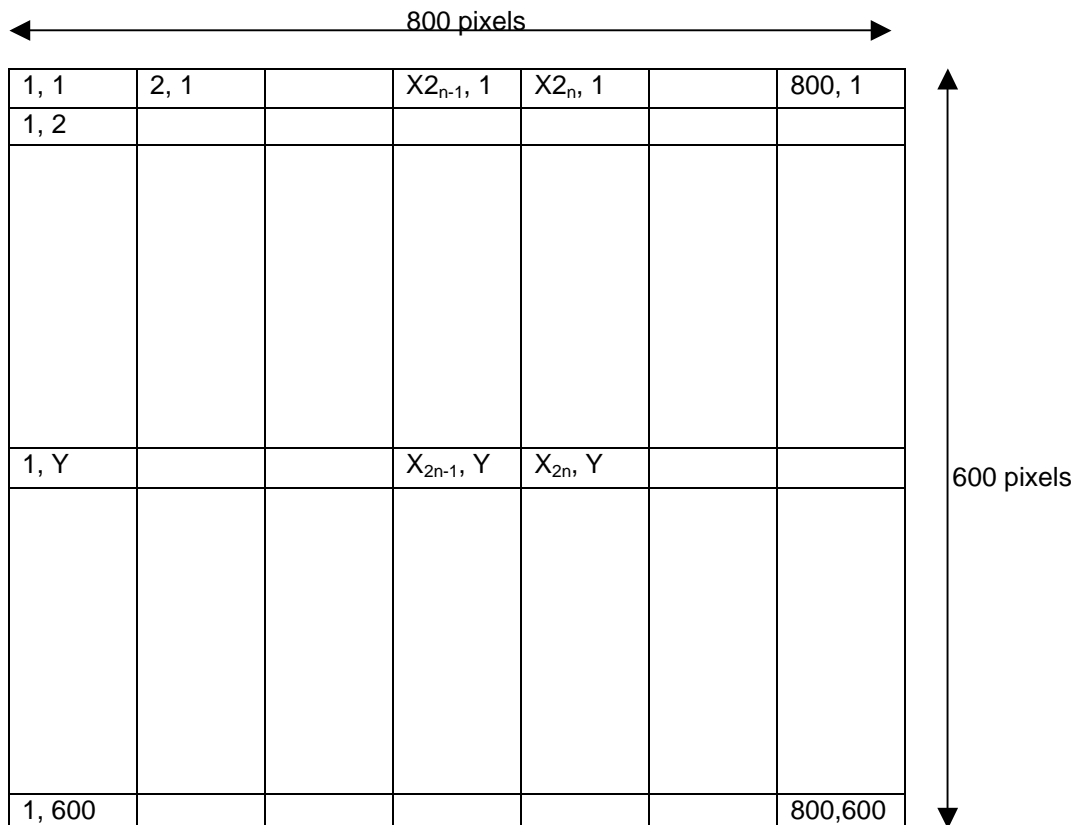 800 pixels
1, 1 2, 1 X2ₙ₋₁, 1 X2ₙ, 1 800, 1
1, 2
1, Y X₂ₙ₋₁, Y X₂ₙ, Y
600 pixels
1, 600 800,600